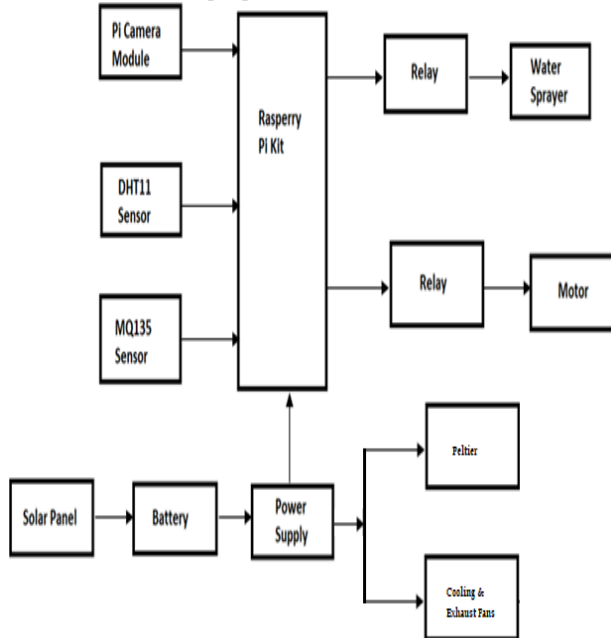 Pi Camera
Module
Rasperry
Pi Kit
Relay
Water
Sprayer
DHT11
Sensor
Relay
Motor
MQ135
Sensor
Peltier
Solar Panel
Battery
Power
Supply
Cooling &
Exhaust Fans